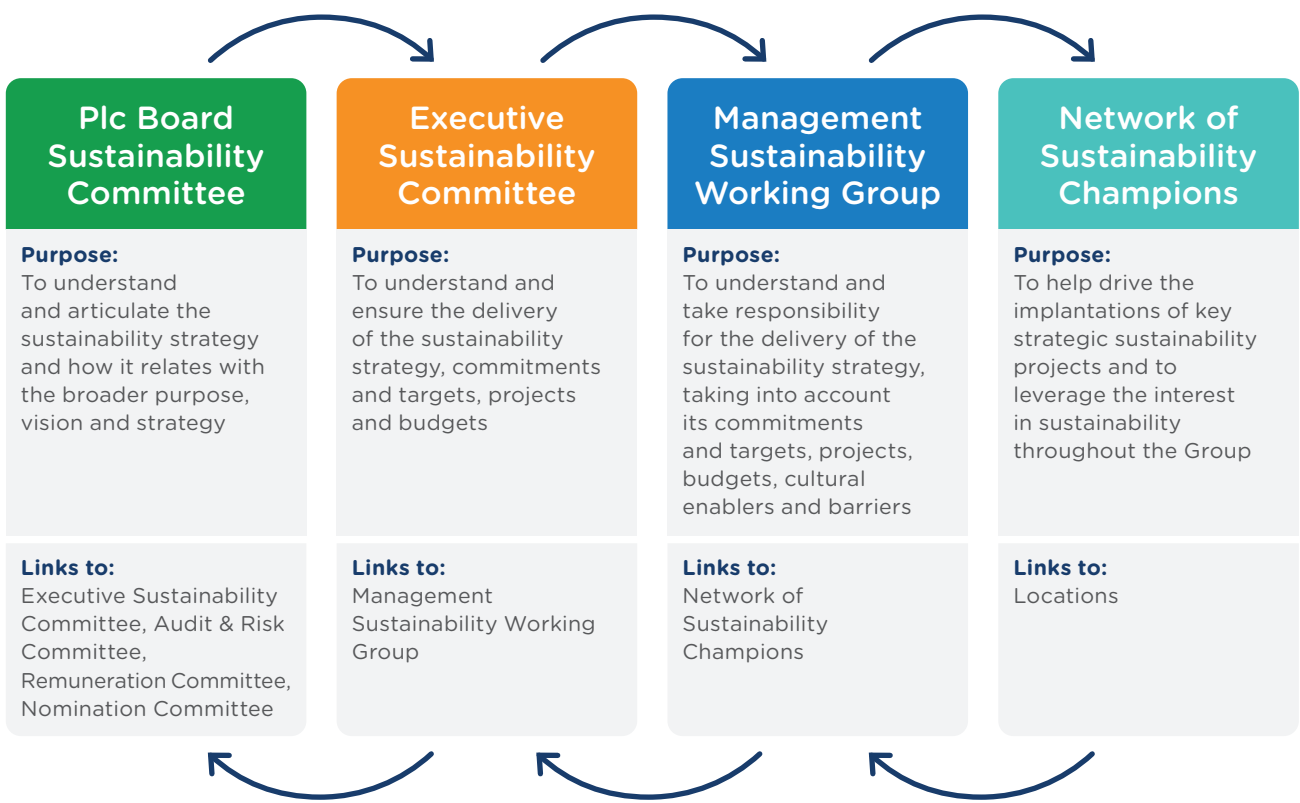 Plc Board
Sustainability
Committee
Purpose:
To understand
and articulate the
sustainability strategy
and how it relates with
the broader purpose,
vision and strategy
Links to:
Executive Sustainability
Committee, Audit & Risk
Committee,
Remuneration Committee,
Nomination Committee
Executive
Sustainability
Committee
Purpose:
To understand and
ensure the delivery
of the sustainability
strategy, commitments
and targets, projects
and budgets
Links to:
Management
Sustainability Working
Group
Management
Sustainability
Working Group
Purpose:
To understand and
take responsibility
for the delivery of the
sustainability strategy,
taking into account
its commitments
and targets, projects,
budgets, cultural
enablers and barriers
Links to:
Network of
Sustainability
Champions
Network of
Sustainability
Champions
Purpose:
To help drive the
implantations of key
strategic sustainability
projects and to
leverage the interest
in sustainability
throughout the Group
Links to:
Locations